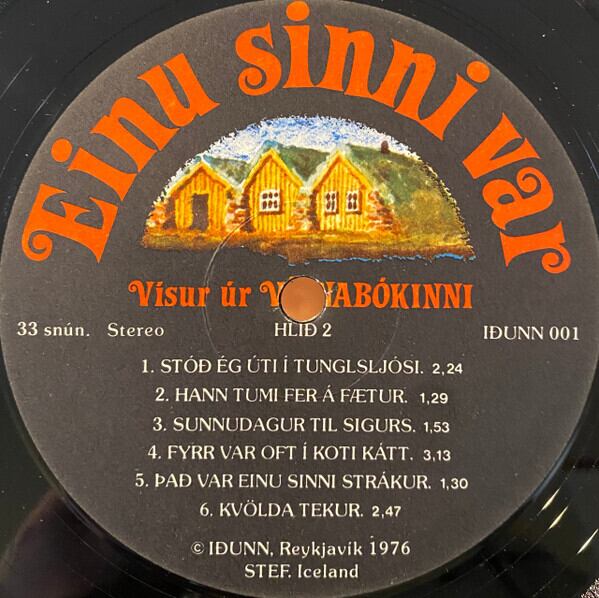 Einu sinni var
Vísur úr V ABÓKINNI
33 snún. Stereo HLIÐ 2 IÐUNN 001
1. STÓÐ ÉG ÚTI Í TUNGLSLJÓSI. 2,24
2. HANN TUMI FER Á FÆTUR. 1,29
3. SUNNUDAGUR TIL SIGURS. 1,53
4. FYRR VAR OFT Í KOTI KÁTT. 3,13
5. ÞAÐ VAR EINU SINNI STRÁKUR. 1,30
6. KVÖLDA TEKUR. 2,47
© IÐUNN, Reykjavík 1976
STEF. Iceland